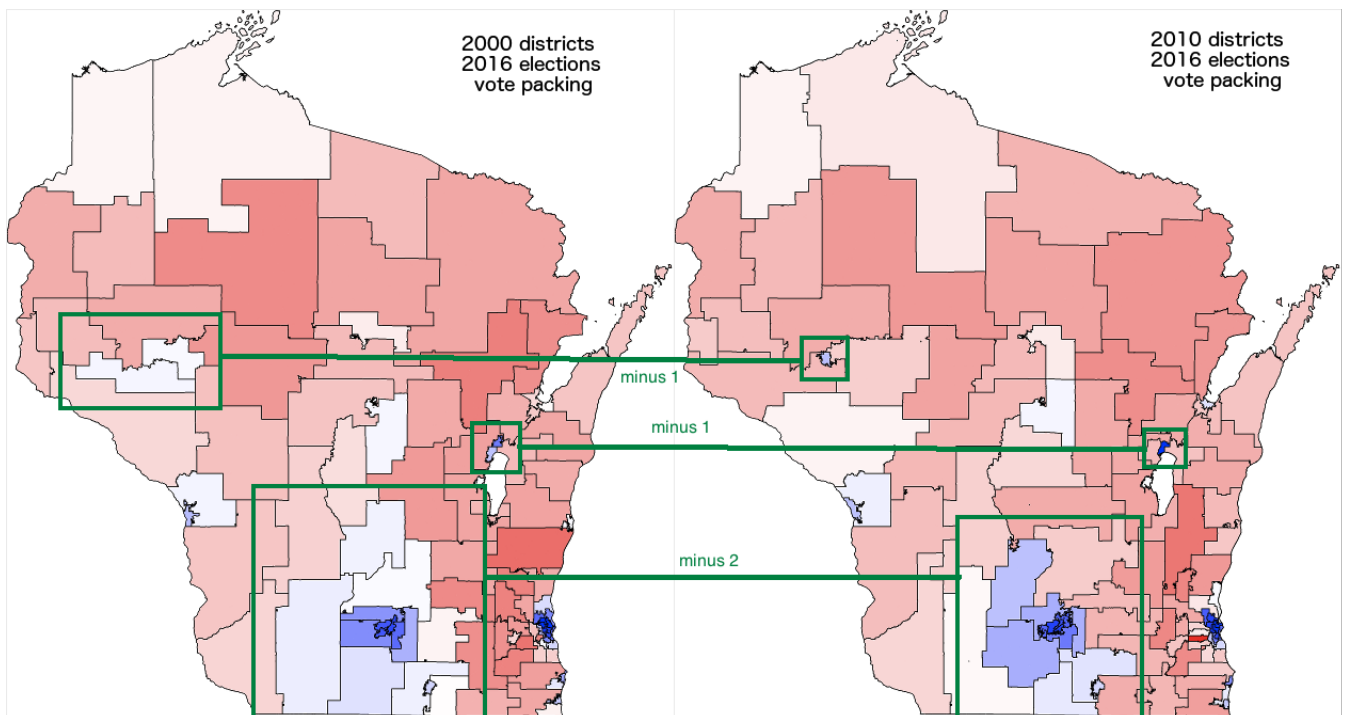 2000 districts
2016 elections
vote packing
2010 districts
2016 elections
vote packing
minus 1
minus 1
minus 2